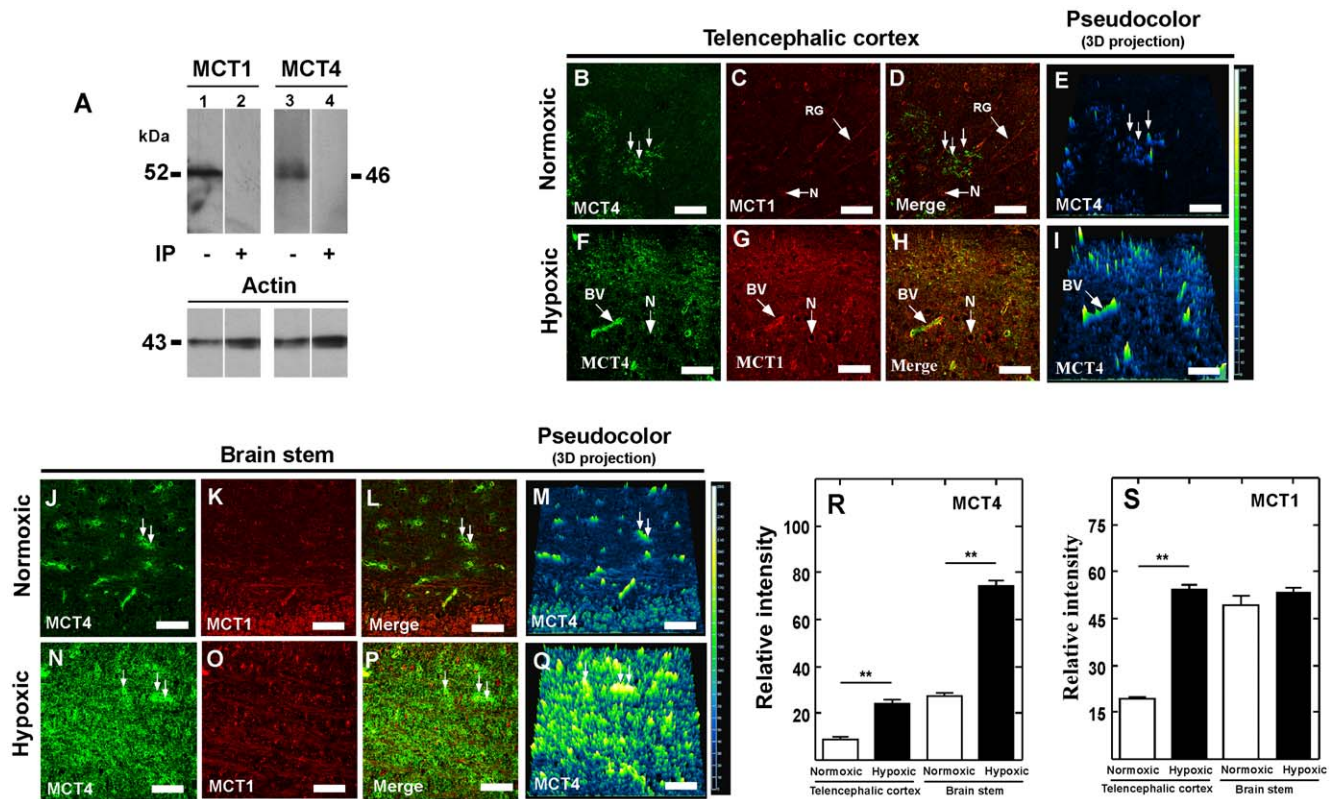 A
MCT1 MCT4
1 2 3 4
kDa
52 46
IP - + - +
Actin
43
Telencephalic cortex
Pseudocolor
(3D projection)
Normoxic
B
MCT4
C
RG
N
MCT1
D
RG
N
Merge
E
MCT4
Hypoxic
F
BV
MCT4
G
BV
N
MCT1
H
BV
N
Merge
I
BV
MCT4
Brain stem
Pseudocolor
(3D projection)
Normoxic
J
MCT4
K
MCT1
L
Merge
M
MCT4
Hypoxic
N
MCT4
O
MCT1
P
Merge
Q
MCT4
R MCT4
Relative intensity
100
80
60
40
20
**
**
Normoxic Hypoxic Normoxic Hypoxic
Telencephalic cortex Brain stem
S MCT1
Relative intensity
75
60
45
30
15
**
Normoxic Hypoxic Normoxic Hypoxic
Telencephalic cortex Brain stem